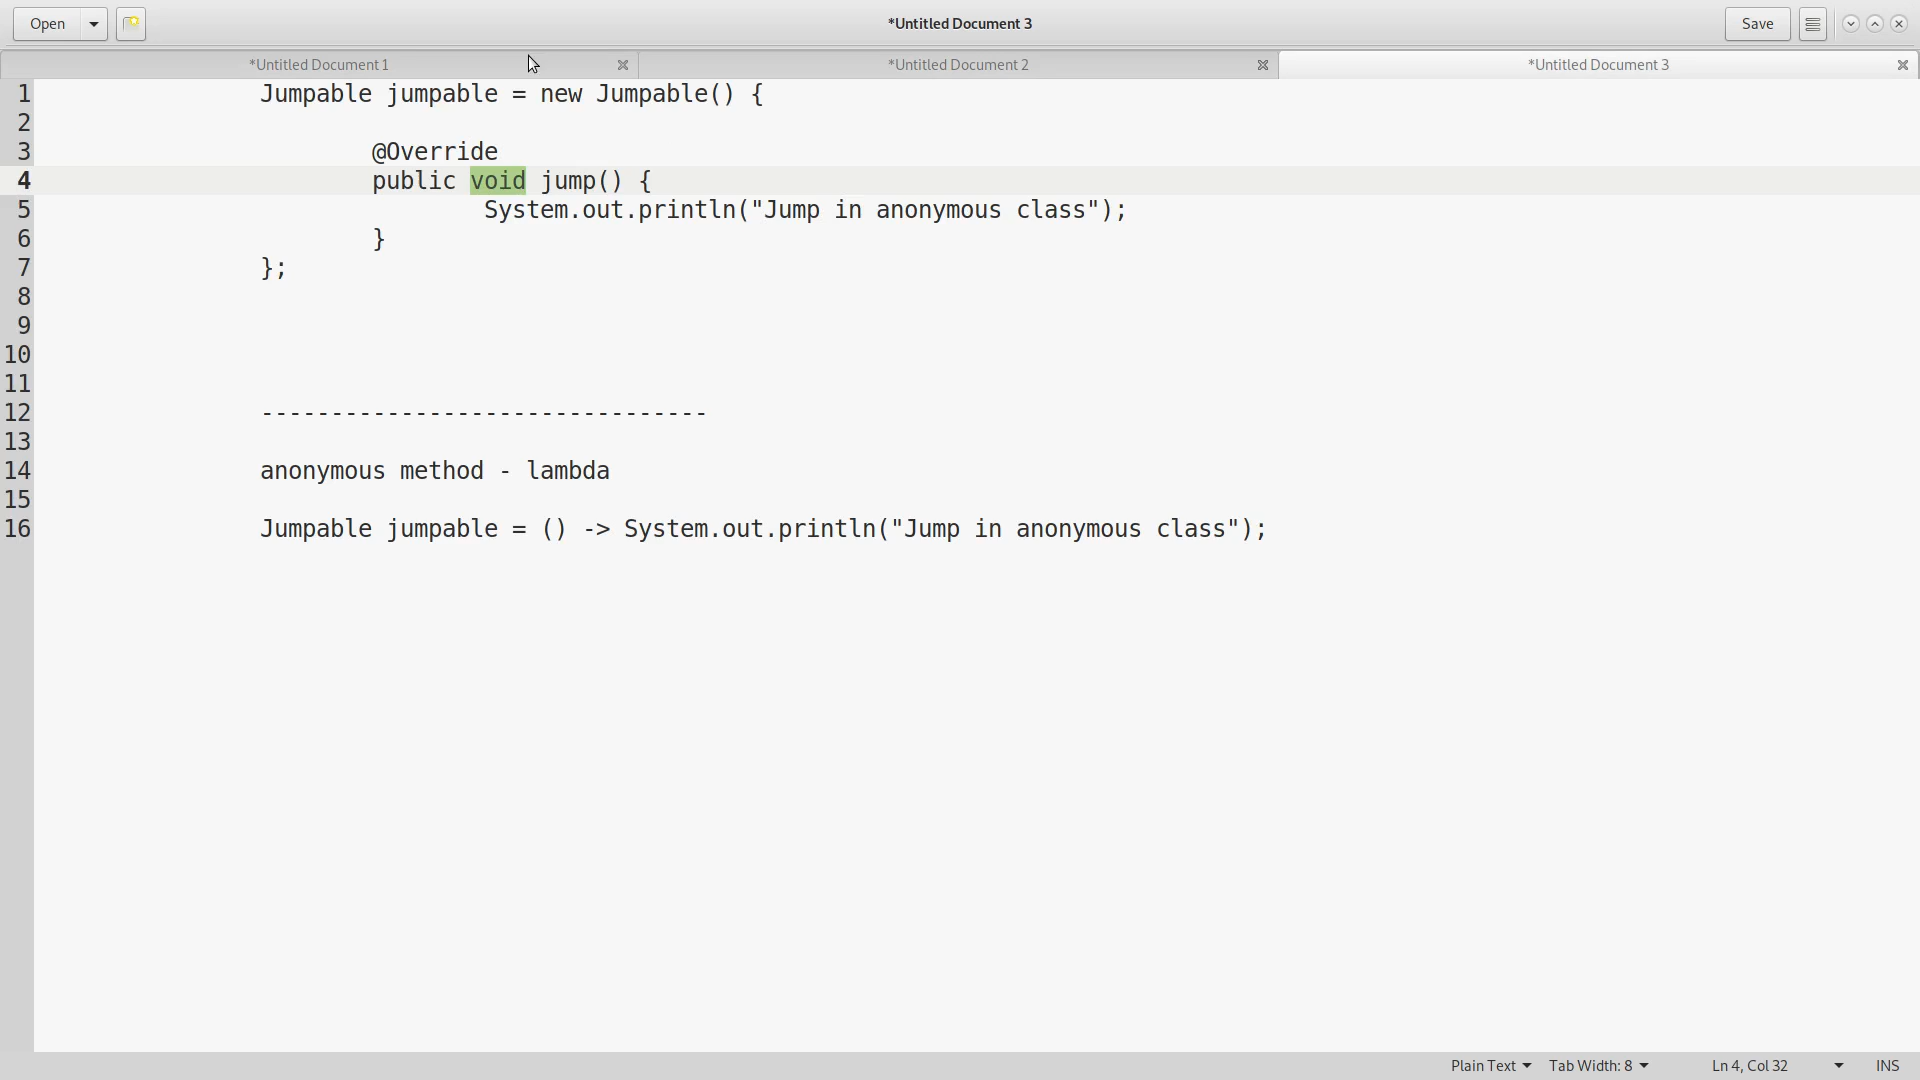 Open
*Untitled Document 3
Save
*Untitled Document 1
*Untitled Document 2
*Untitled Document 3
1 Jumpable jumpable = new Jumpable() {
2
3 @Override
4 public void jump() {
5 System.out.println("Jump in anonymous class");
6 }
7 };
8
9
10
11
12 --------------------------------
13
14 anonymous method - lambda
15
16 Jumpable jumpable = () -> System.out.println("Jump in anonymous class");
Plain Text Tab Width: 8 Ln 4, Col 32 INS